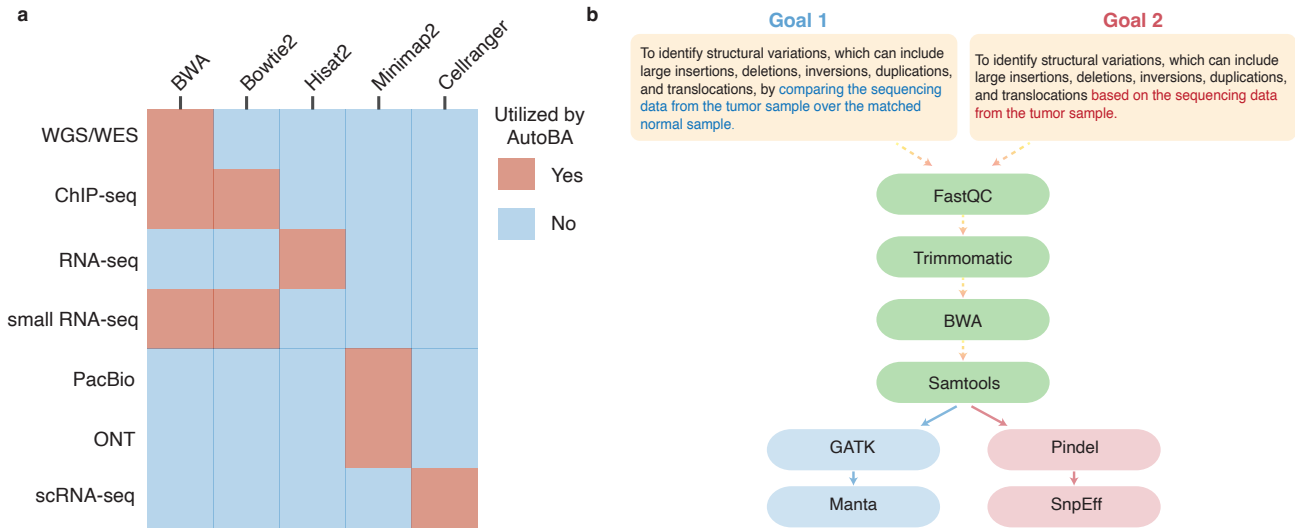 a
BWA
Bowtie2
Hisat2
Minimap2
Cellranger
WGS/WES
ChIP-seq
RNA-seq
small RNA-seq
PacBio
ONT
scRNA-seq
Utilized by
AutoBA
Yes
No
b
Goal 1
To identify structural variations, which can include
large insertions, deletions, inversions, duplications,
and translocations, by comparing the sequencing
data from the tumor sample over the matched
normal sample.
Goal 2
To identify structural variations, which can include
large insertions, deletions, inversions, duplications,
and translocations based on the sequencing data
from the tumor sample.
FastQC
Trimmomatic
BWA
Samtools
GATK
Pindel
Manta
SnpEff